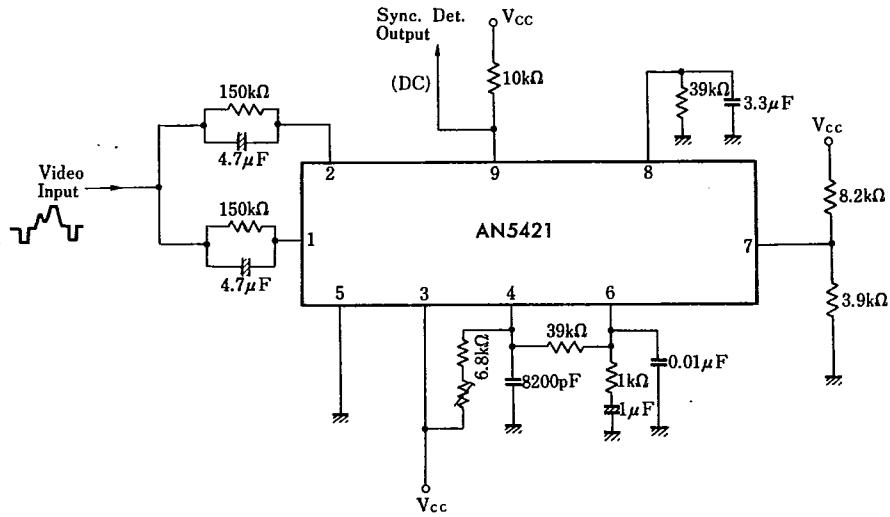 Sync. Det.
Output
VCC
(DC)
10kΩ
150kΩ
4.7μF
39kΩ
3.3μF
VCC
Video
Input
2
9
8
8.2kΩ
150kΩ
4.7μF
1
AN5421
7
5
3
4
6
3.9kΩ
6.8kΩ
39kΩ
8200pF
1kΩ
0.01μF
1μF
VCC